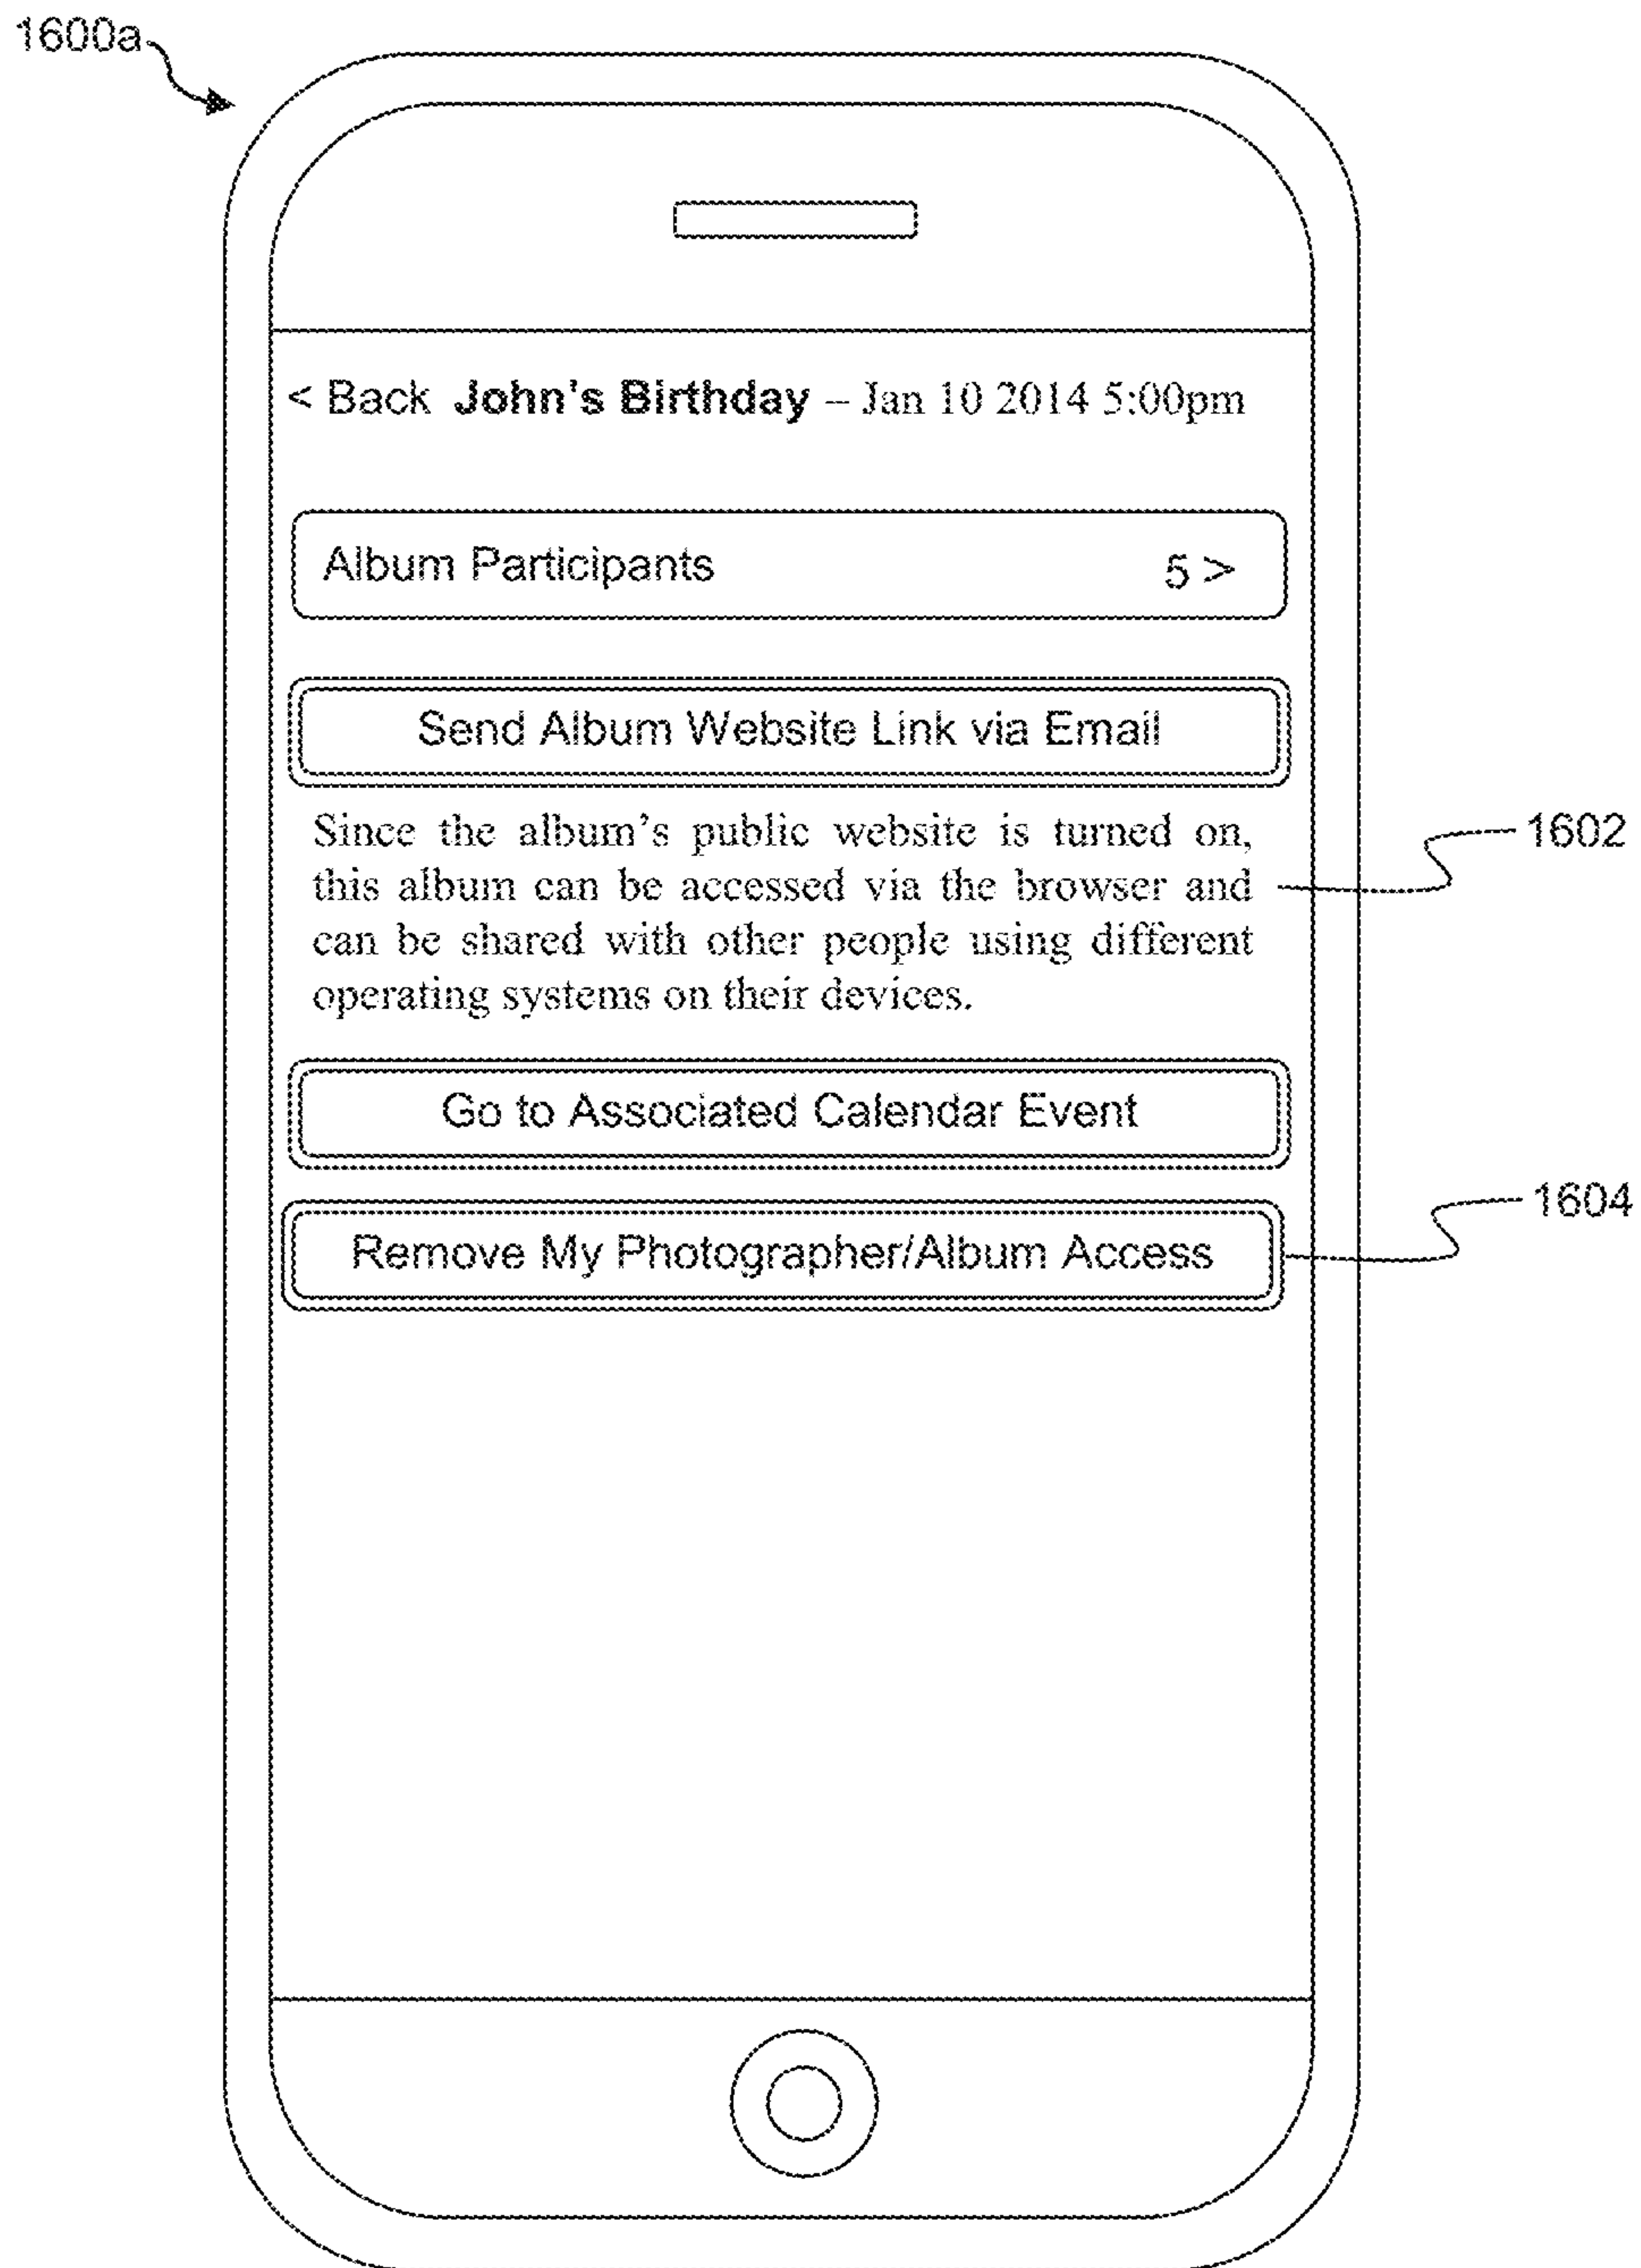 1600a
< Back John's Birthday – Jan 10 2014 5:00pm
Album Participants 5 >
Send Album Website Link via Email
Since the album's public website is turned on,
this album can be accessed via the browser and
can be shared with other people using different
operating systems on their devices.
1602
Go to Associated Calendar Event
Remove My Photographer/Album Access
1604